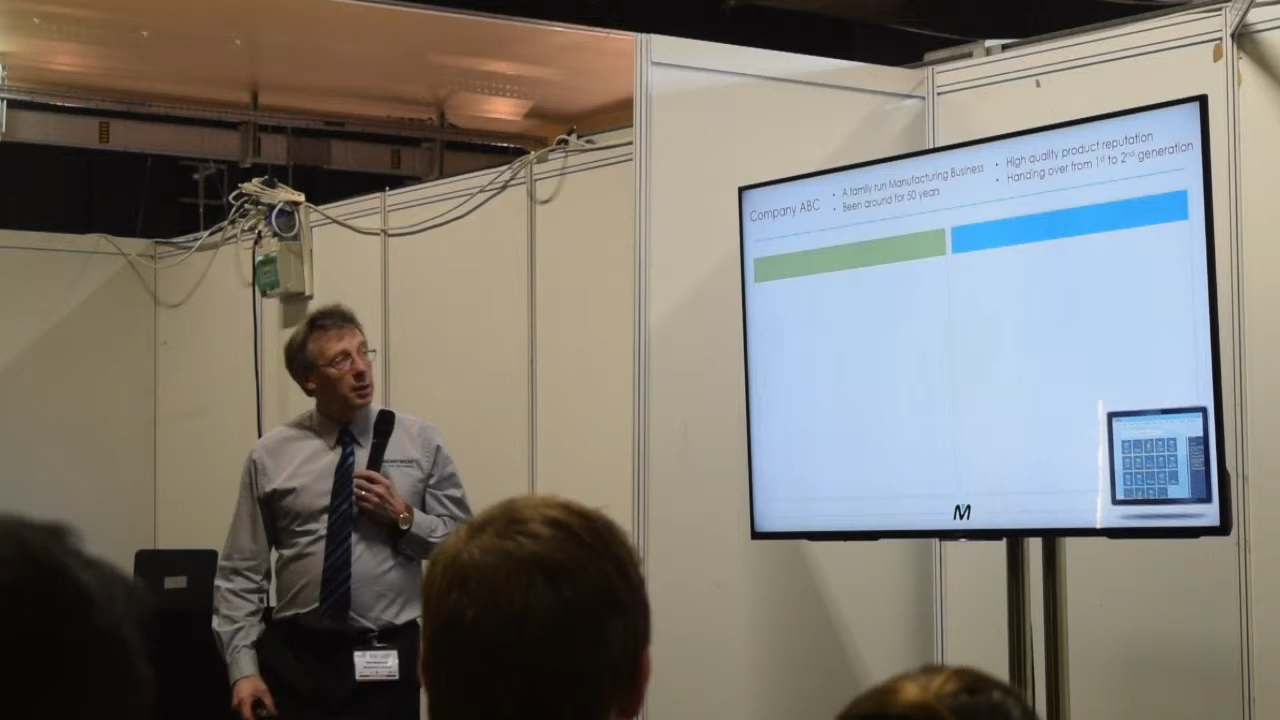 Company ABC
• A family run Manufacturing Business
• Been around for 50 years
• High quality product reputation
• Handing over from 1st to 2nd generation
M